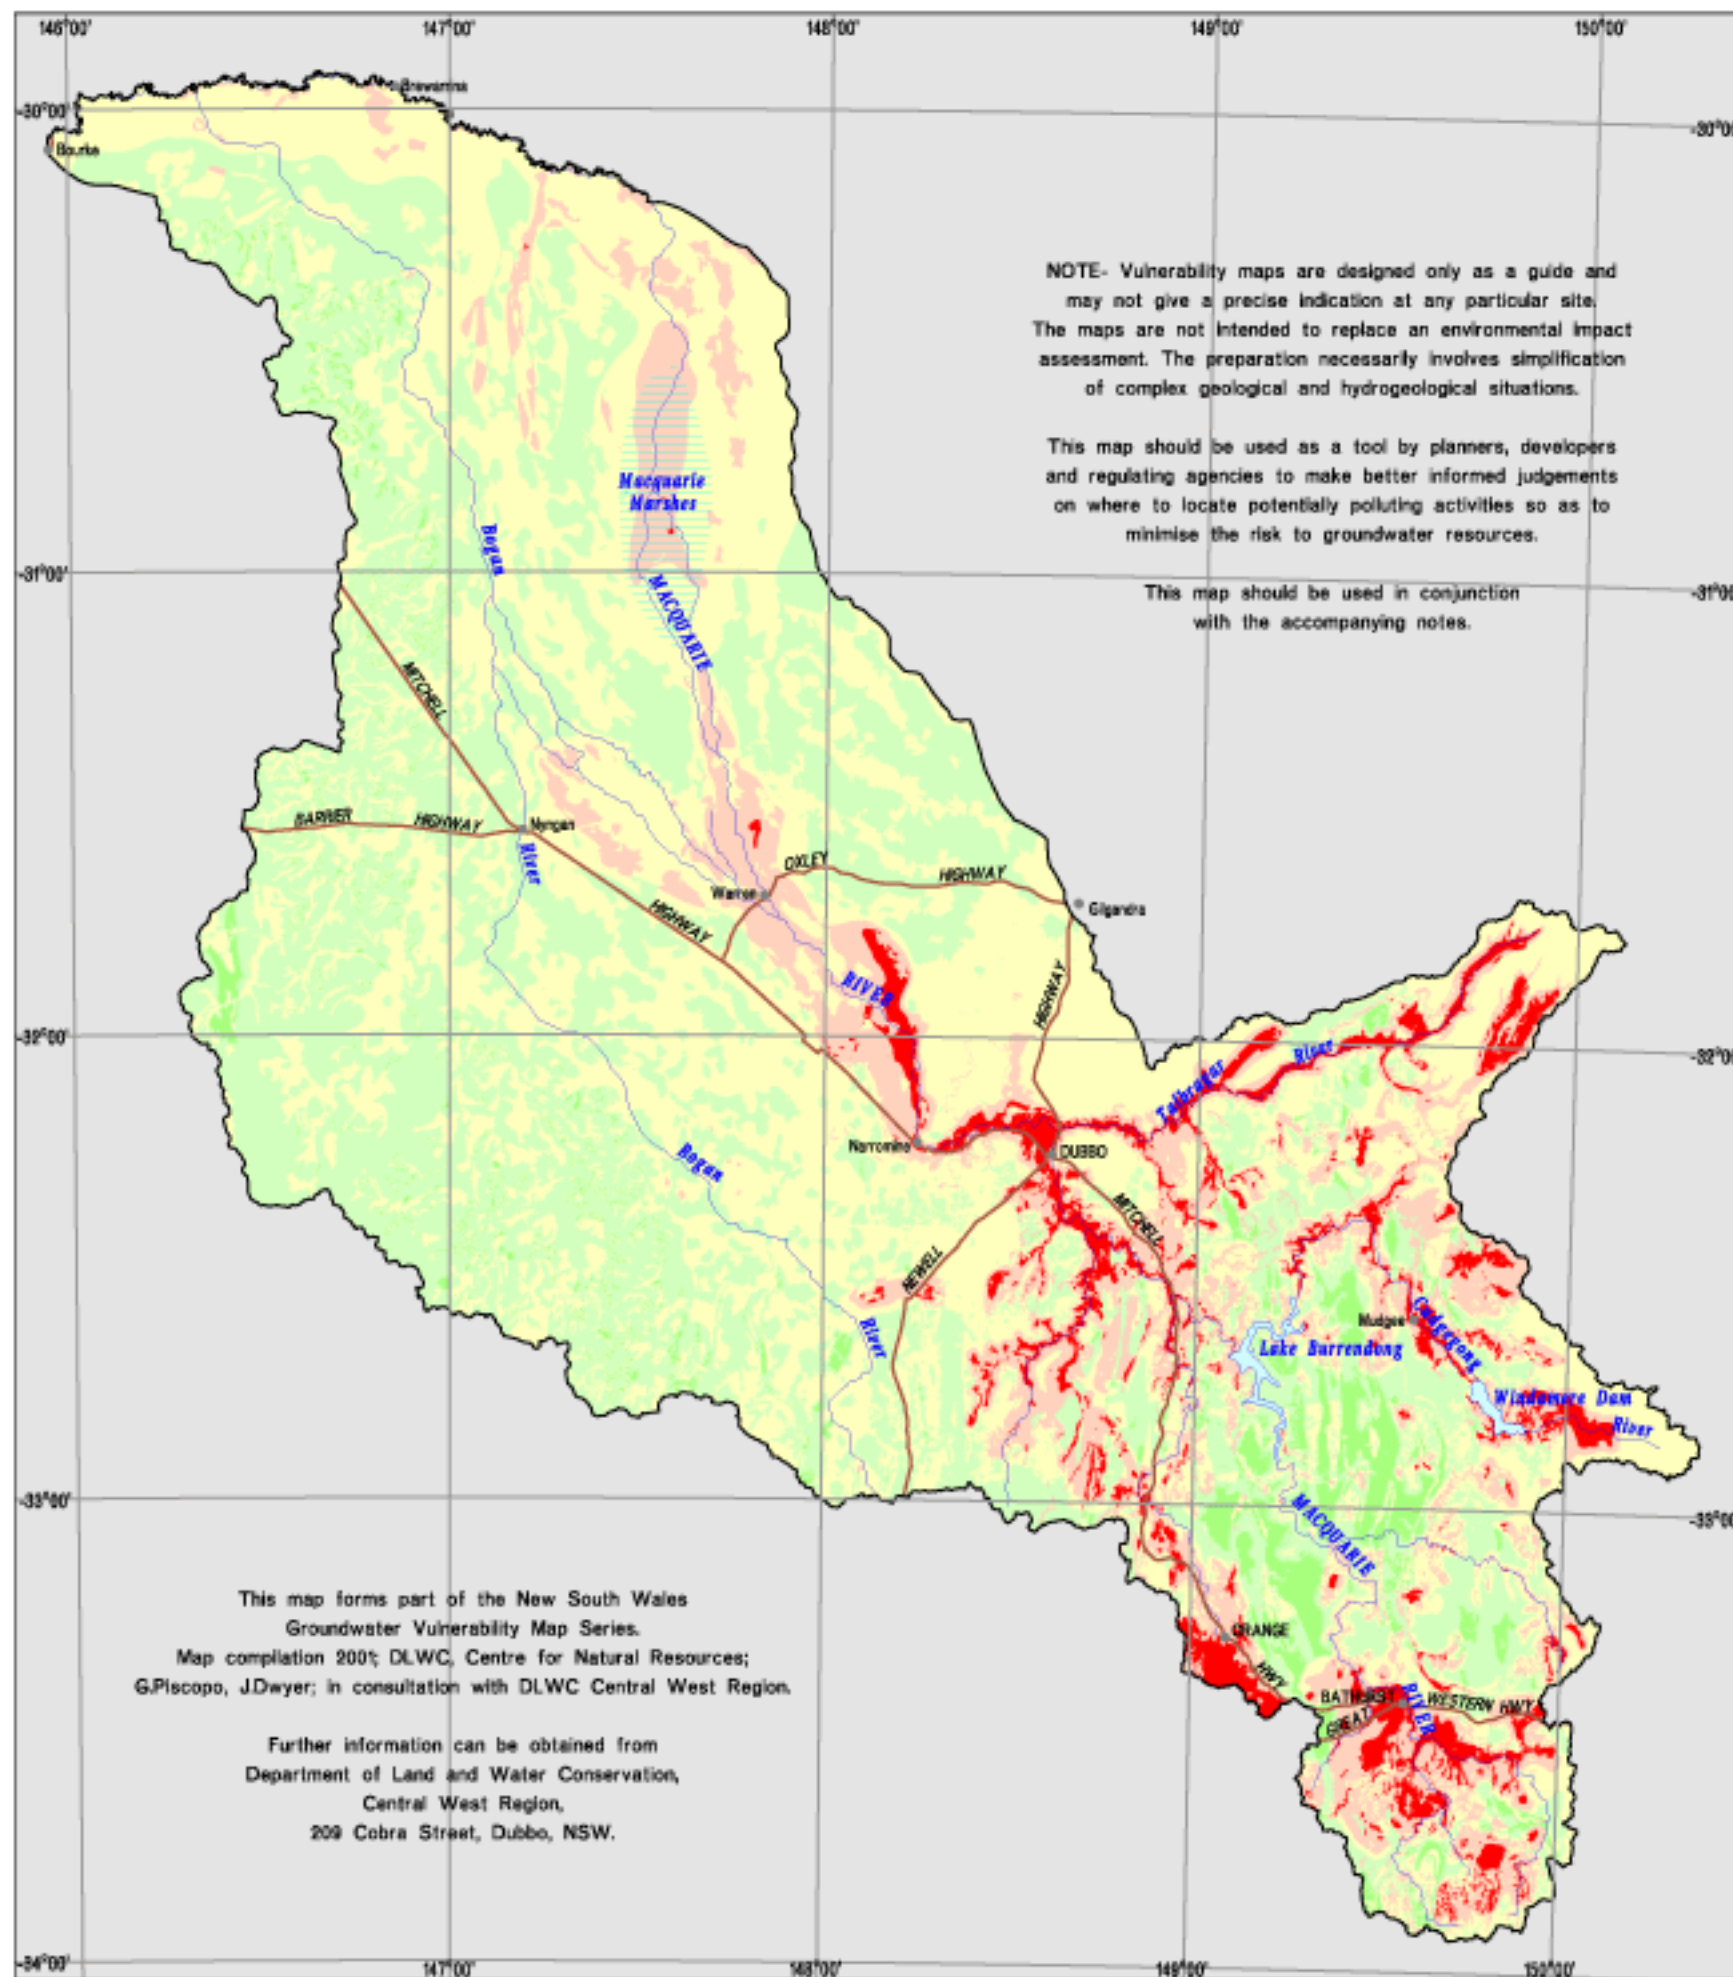 146°00' 147°00' 148°00' 149°00' 150°00'
Brewarrina
-30°00' -30°00'
Bourke
NOTE- Vulnerability maps are designed only as a guide and
may not give a precise indication at any particular site.
The maps are not intended to replace an environmental impact
assessment. The preparation necessarily involves simplification
of complex geological and hydrogeological situations.
This map should be used as a tool by planners, developers
and regulating agencies to make better informed judgements
on where to locate potentially polluting activities so as to
minimise the risk to groundwater resources.
This map should be used in conjunction
with the accompanying notes.
Macquarie
Marshes
Bogan
-31°00' -31°00'
MACQUARIE
MITCHELL
BARRIER HIGHWAY
Nyngan
River
OXLEY HIGHWAY
Warren
HIGHWAY
Gilgandra
RIVER
HIGHWAY
-32°00' -32°00'
Talbragar River
Narromine
DUBBO
Bogan
MITCHELL
NEWELL
River
Mudgee
Cudgegong
Lake Burrendong
Windamere Dam
River
-33°00' -33°00'
MACQUARIE
This map forms part of the New South Wales
Groundwater Vulnerability Map Series.
Map compilation 2001; DLWC, Centre for Natural Resources;
G.Piscopo, J.Dwyer; in consultation with DLWC Central West Region.
ORANGE
HWY
BATHURST
RIVER
GREAT WESTERN HWY
Further information can be obtained from
Department of Land and Water Conservation,
Central West Region,
209 Cobra Street, Dubbo, NSW.
-34°00'
147°00' 148°00' 149°00' 150°00'